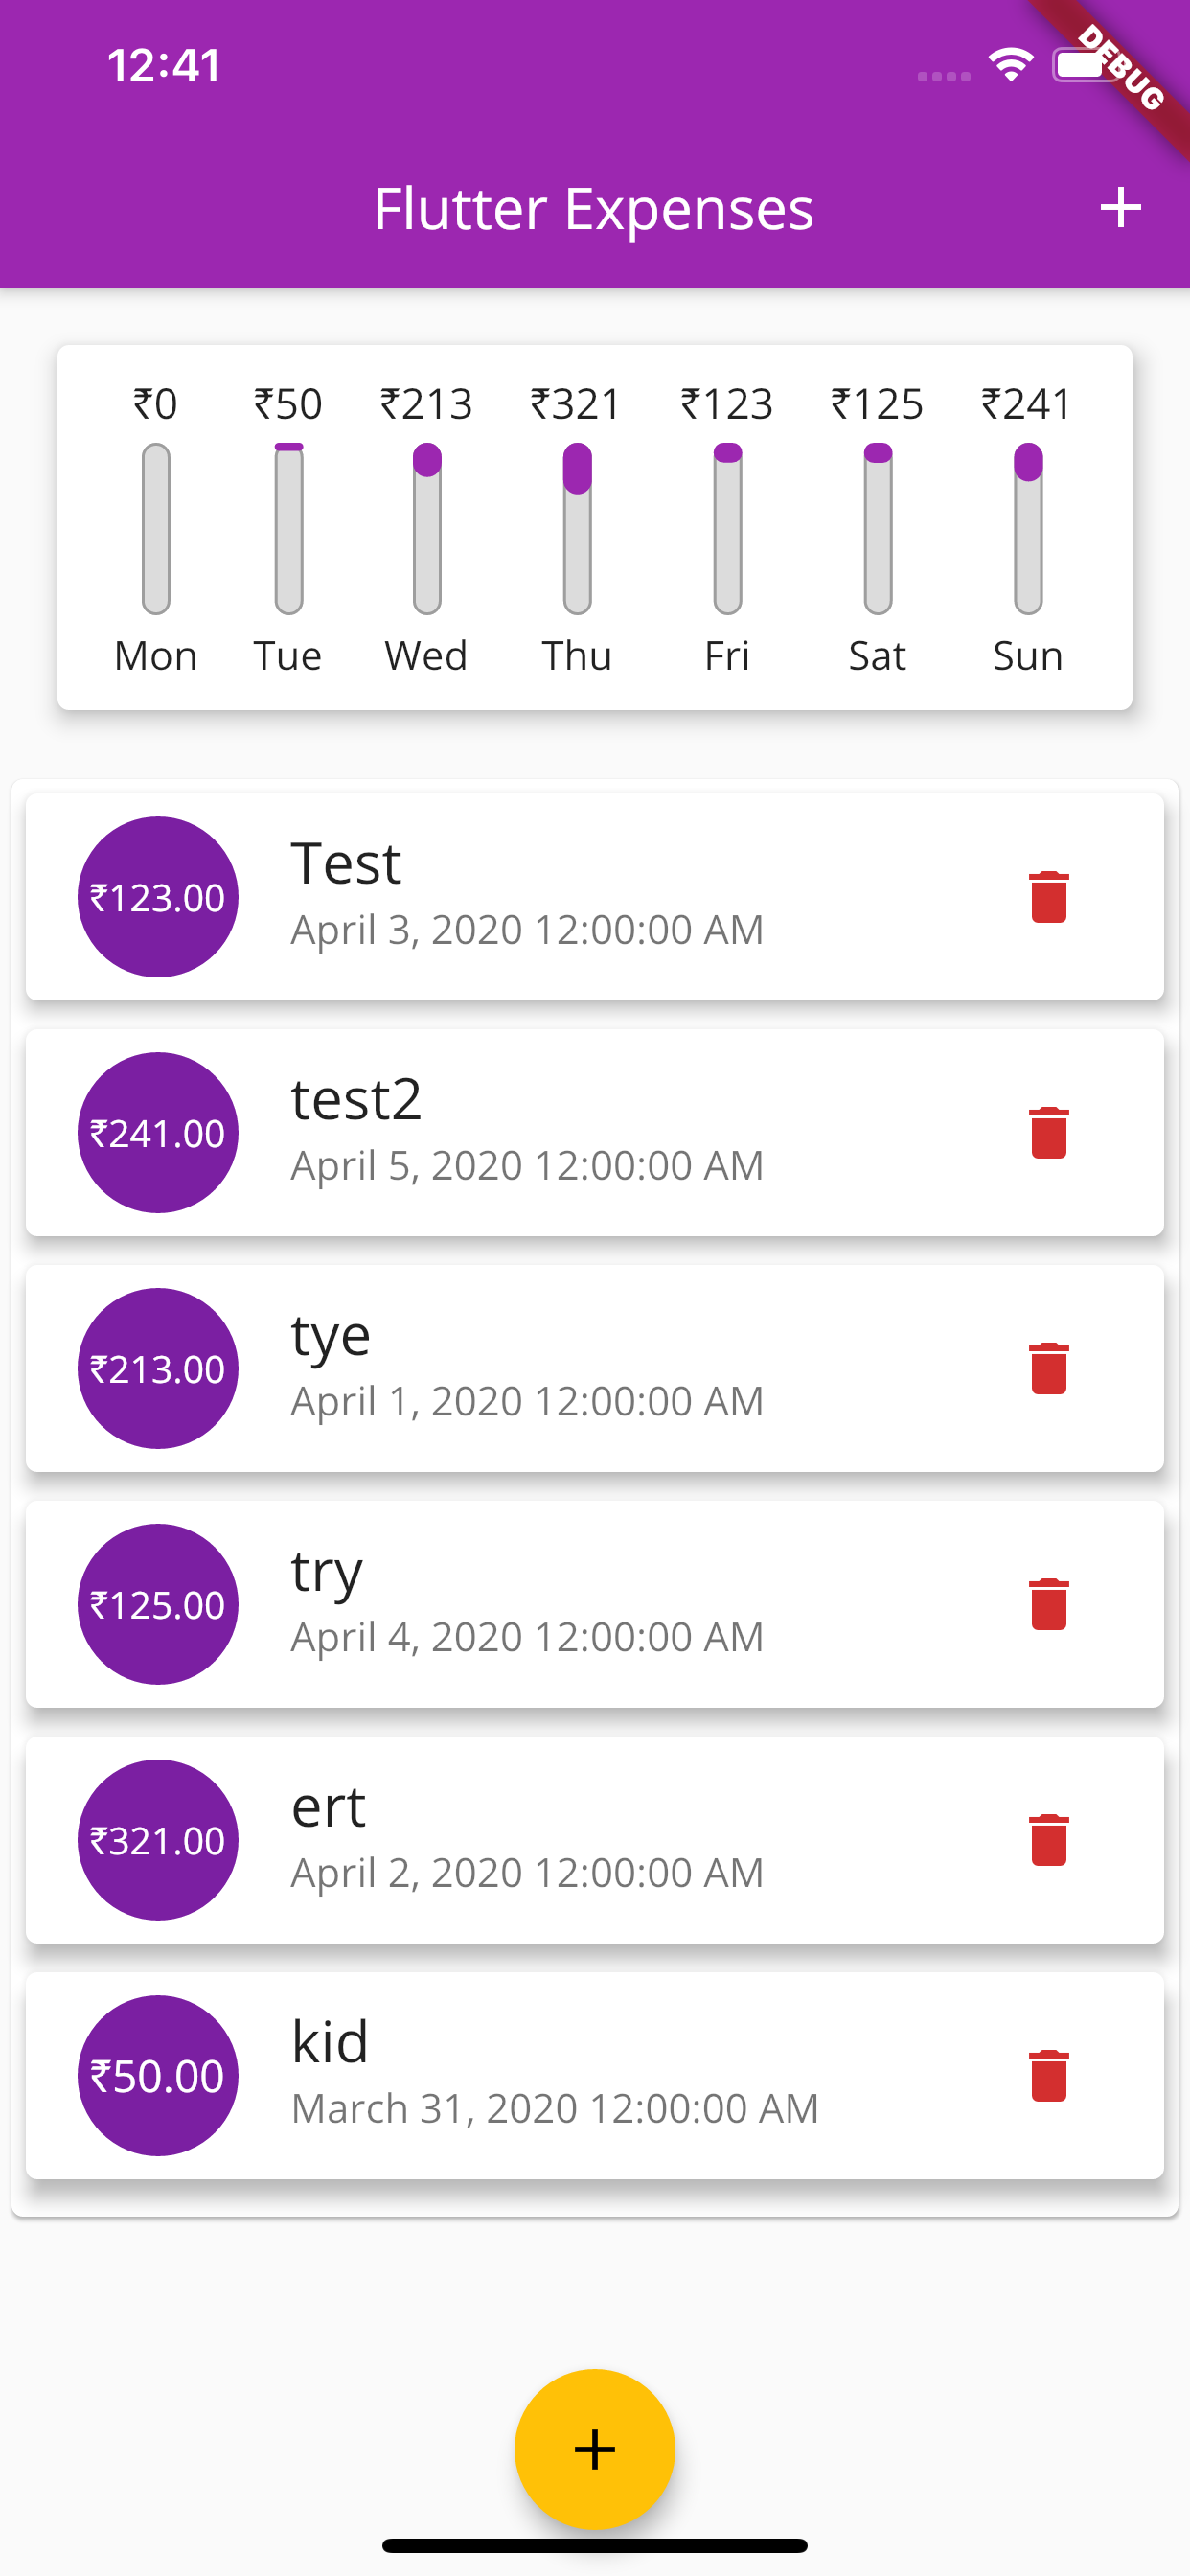 12:41
DEBUG
Flutter Expenses
₹0 ₹50 ₹213 ₹321 ₹123 ₹125 ₹241
Mon Tue Wed Thu Fri Sat Sun
Test
₹123.00
April 3, 2020 12:00:00 AM
test2
₹241.00
April 5, 2020 12:00:00 AM
tye
₹213.00
April 1, 2020 12:00:00 AM
try
₹125.00
April 4, 2020 12:00:00 AM
ert
₹321.00
April 2, 2020 12:00:00 AM
kid
₹50.00
March 31, 2020 12:00:00 AM